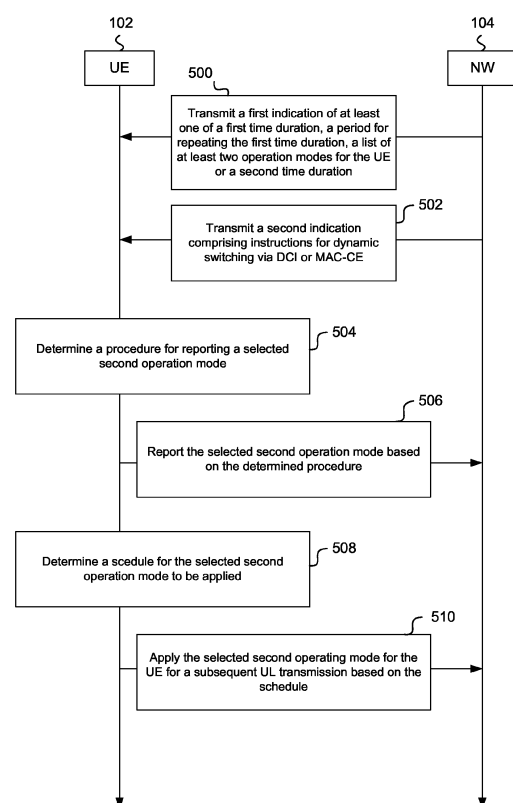 102
104
UE
NW
500
Transmit a first indication of at least
one of a first time duration, a period for
repeating the first time duration, a list of
at least two operation modes for the UE
or a second time duration
502
Transmit a second indication
comprising instructions for dynamic
switching via DCI or MAC-CE
504
Determine a procedure for reporting a selected
second operation mode
506
Report the selected second operation mode based
on the determined procedure
508
Determine a scedule for the selected second
operation mode to be applied
510
Apply the selected second operating mode for the
UE for a subsequent UL transmission based on the
schedule